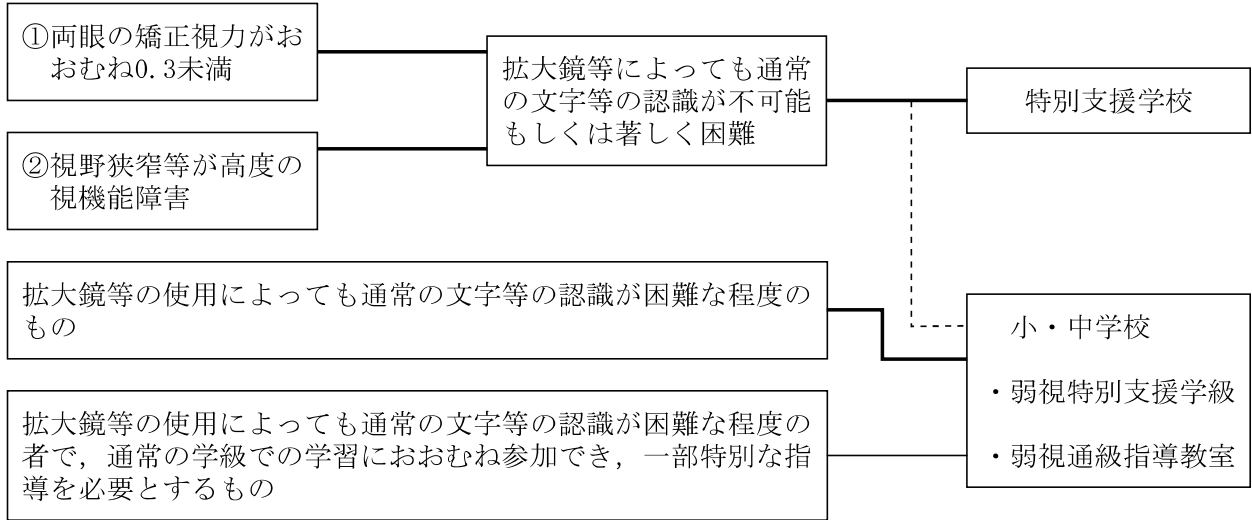 ①両眼の矯正視力がお
おむね0.3未満
②視野狭窄等が高度の
視機能障害
拡大鏡等によっても通常
の文字等の認識が不可能
もしくは著しく困難
特別支援学校
拡大鏡等の使用によっても通常の文字等の認識が困難な程度の
もの
拡大鏡等の使用によっても通常の文字等の認識が困難な程度の
者で，通常の学級での学習におおむね参加でき，一部特別な指
導を必要とするもの
小・中学校
・弱視特別支援学級
・弱視通級指導教室